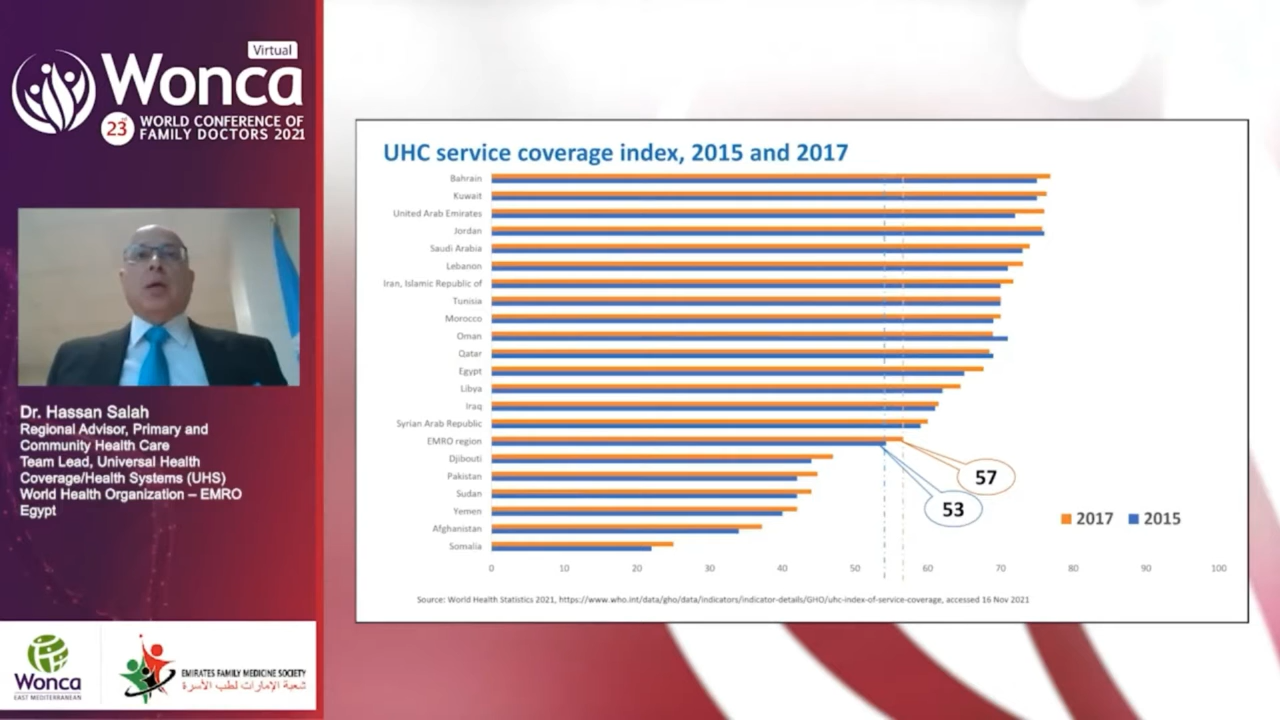 Virtual
Wonca
23rd WORLD CONFERENCE OF
FAMILY DOCTORS 2021
Dr. Hassan Salah
Regional Advisor, Primary and
Community Health Care
Team Lead, Universal Health
Coverage/Health Systems (UHS)
World Health Organization – EMRO
Egypt
Wonca
EAST MEDITERRANEAN
EMIRATES FAMILY MEDICINE SOCIETY
شعبة الإمارات لطب الأسرة
UHC service coverage index, 2015 and 2017
Bahrain
Kuwait
United Arab Emirates
Jordan
Saudi Arabia
Lebanon
Iran, Islamic Republic of
Tunisia
Morocco
Oman
Qatar
Egypt
Libya
Iraq
Syrian Arab Republic
EMRO region
Djibouti
Pakistan
Sudan
Yemen
Afghanistan
Somalia
57
53
2017 2015
0 10 20 30 40 50 60 70 80 90 100
Source: World Health Statistics 2021, https://www.who.int/data/gho/data/indicators/indicator-details/GHO/uhc-index-of-service-coverage, accessed 16 Nov 2021